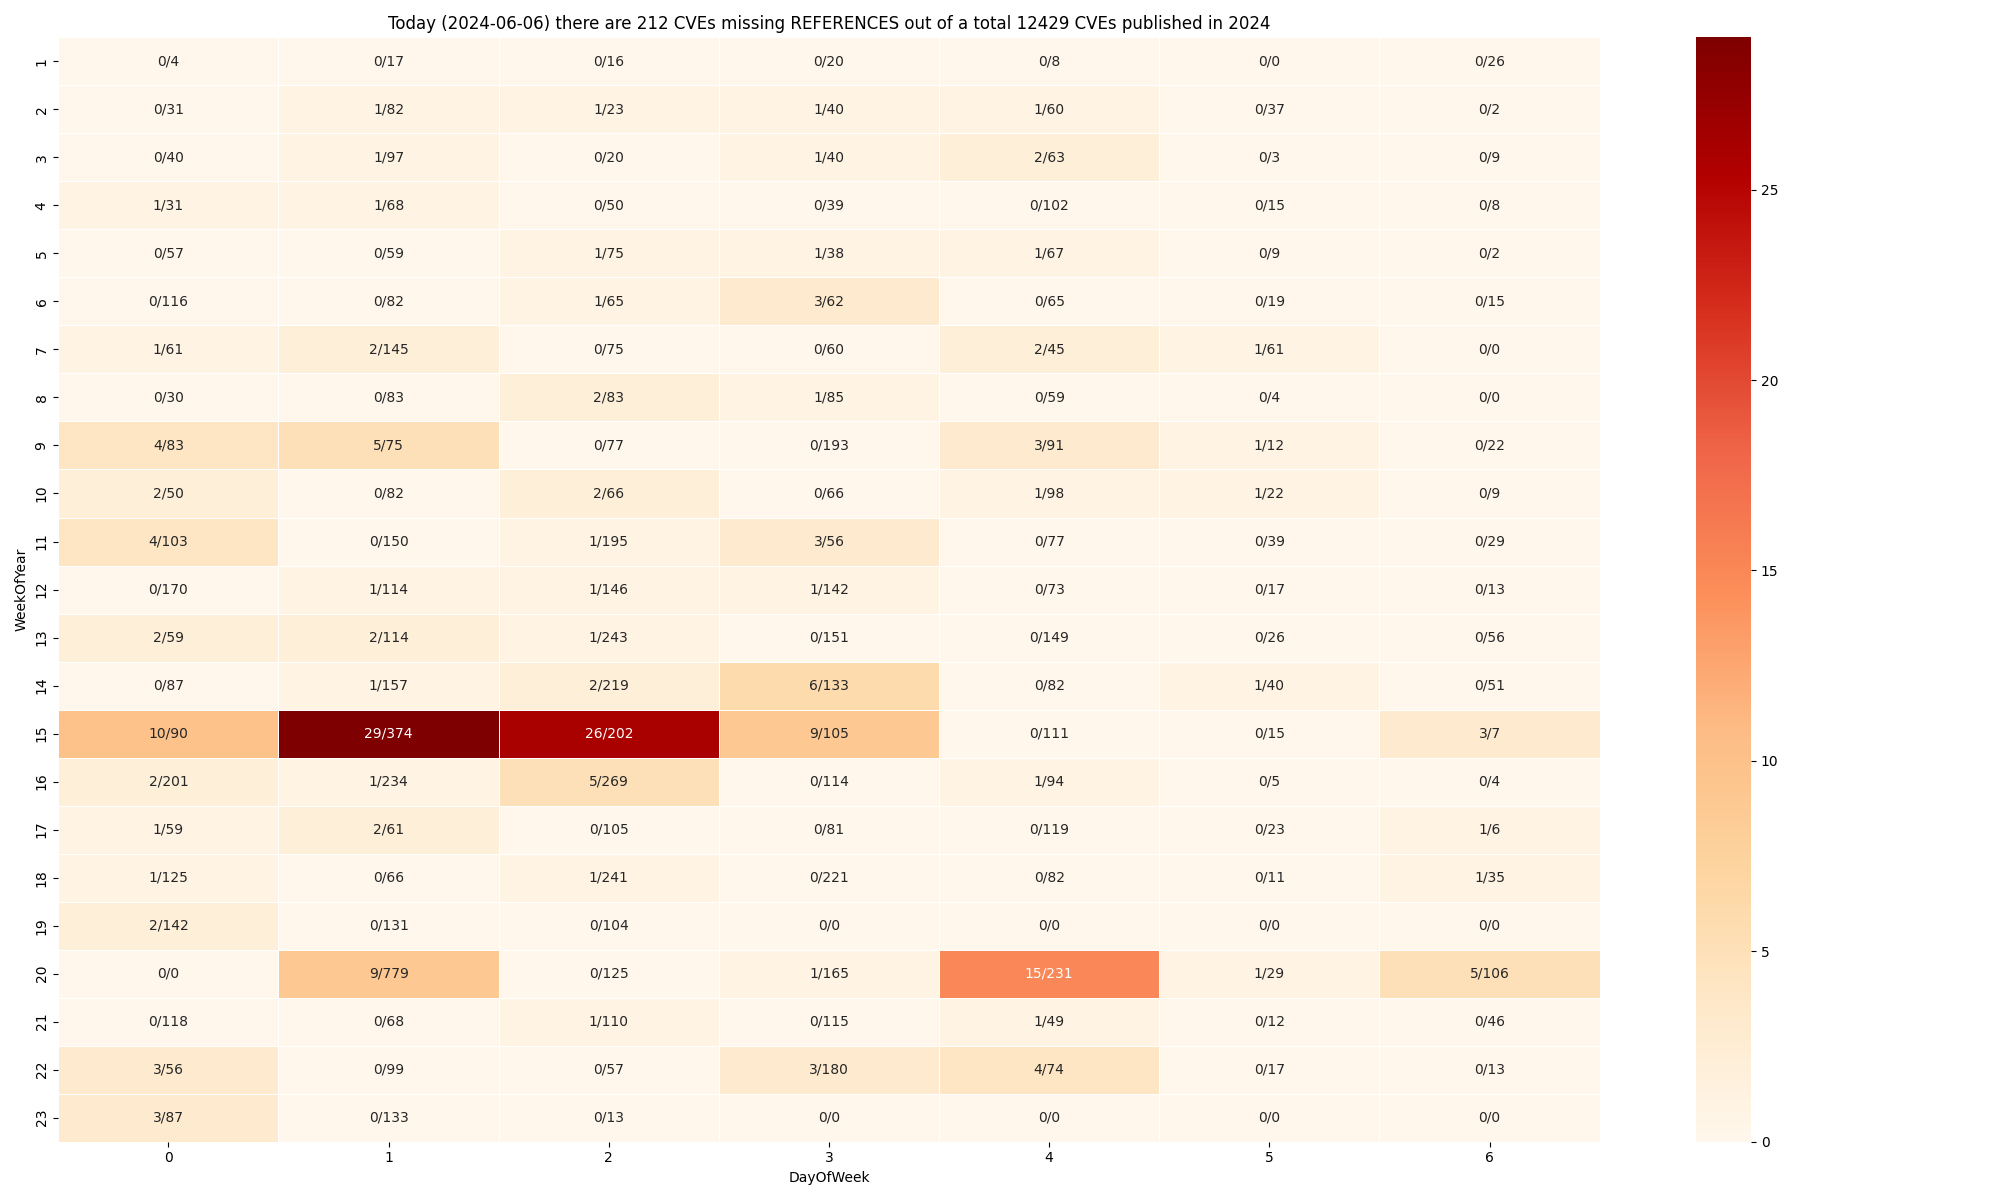 Today (2024-06-06) there are 212 CVEs missing REFERENCES out of a total 12429 CVEs published in 2024
1 0/4 0/17 0/16 0/20 0/8 0/0 0/26
2 0/31 1/82 1/23 1/40 1/60 0/37 0/2
3 0/40 1/97 0/20 1/40 2/63 0/3 0/9
4 1/31 1/68 0/50 0/39 0/102 0/15 0/8
5 0/57 0/59 1/75 1/38 1/67 0/9 0/2
6 0/116 0/82 1/65 3/62 0/65 0/19 0/15
7 1/61 2/145 0/75 0/60 2/45 1/61 0/0
8 0/30 0/83 2/83 1/85 0/59 0/4 0/0
9 4/83 5/75 0/77 0/193 3/91 1/12 0/22
10 2/50 0/82 2/66 0/66 1/98 1/22 0/9
11 4/103 0/150 1/195 3/56 0/77 0/39 0/29
12 0/170 1/114 1/146 1/142 0/73 0/17 0/13
13 2/59 2/114 1/243 0/151 0/149 0/26 0/56
14 0/87 1/157 2/219 6/133 0/82 1/40 0/51
15 10/90 29/374 26/202 9/105 0/111 0/15 3/7
16 2/201 1/234 5/269 0/114 1/94 0/5 0/4
17 1/59 2/61 0/105 0/81 0/119 0/23 1/6
18 1/125 0/66 1/241 0/221 0/82 0/11 1/35
19 2/142 0/131 0/104 0/0 0/0 0/0 0/0
20 0/0 9/779 0/125 1/165 15/231 1/29 5/106
21 0/118 0/68 1/110 0/115 1/49 0/12 0/46
22 3/56 0/99 0/57 3/180 4/74 0/17 0/13
23 3/87 0/133 0/13 0/0 0/0 0/0 0/0
0 1 2 3 4 5 6
DayOfWeek
WeekOfYear
25
20
15
10
5
0